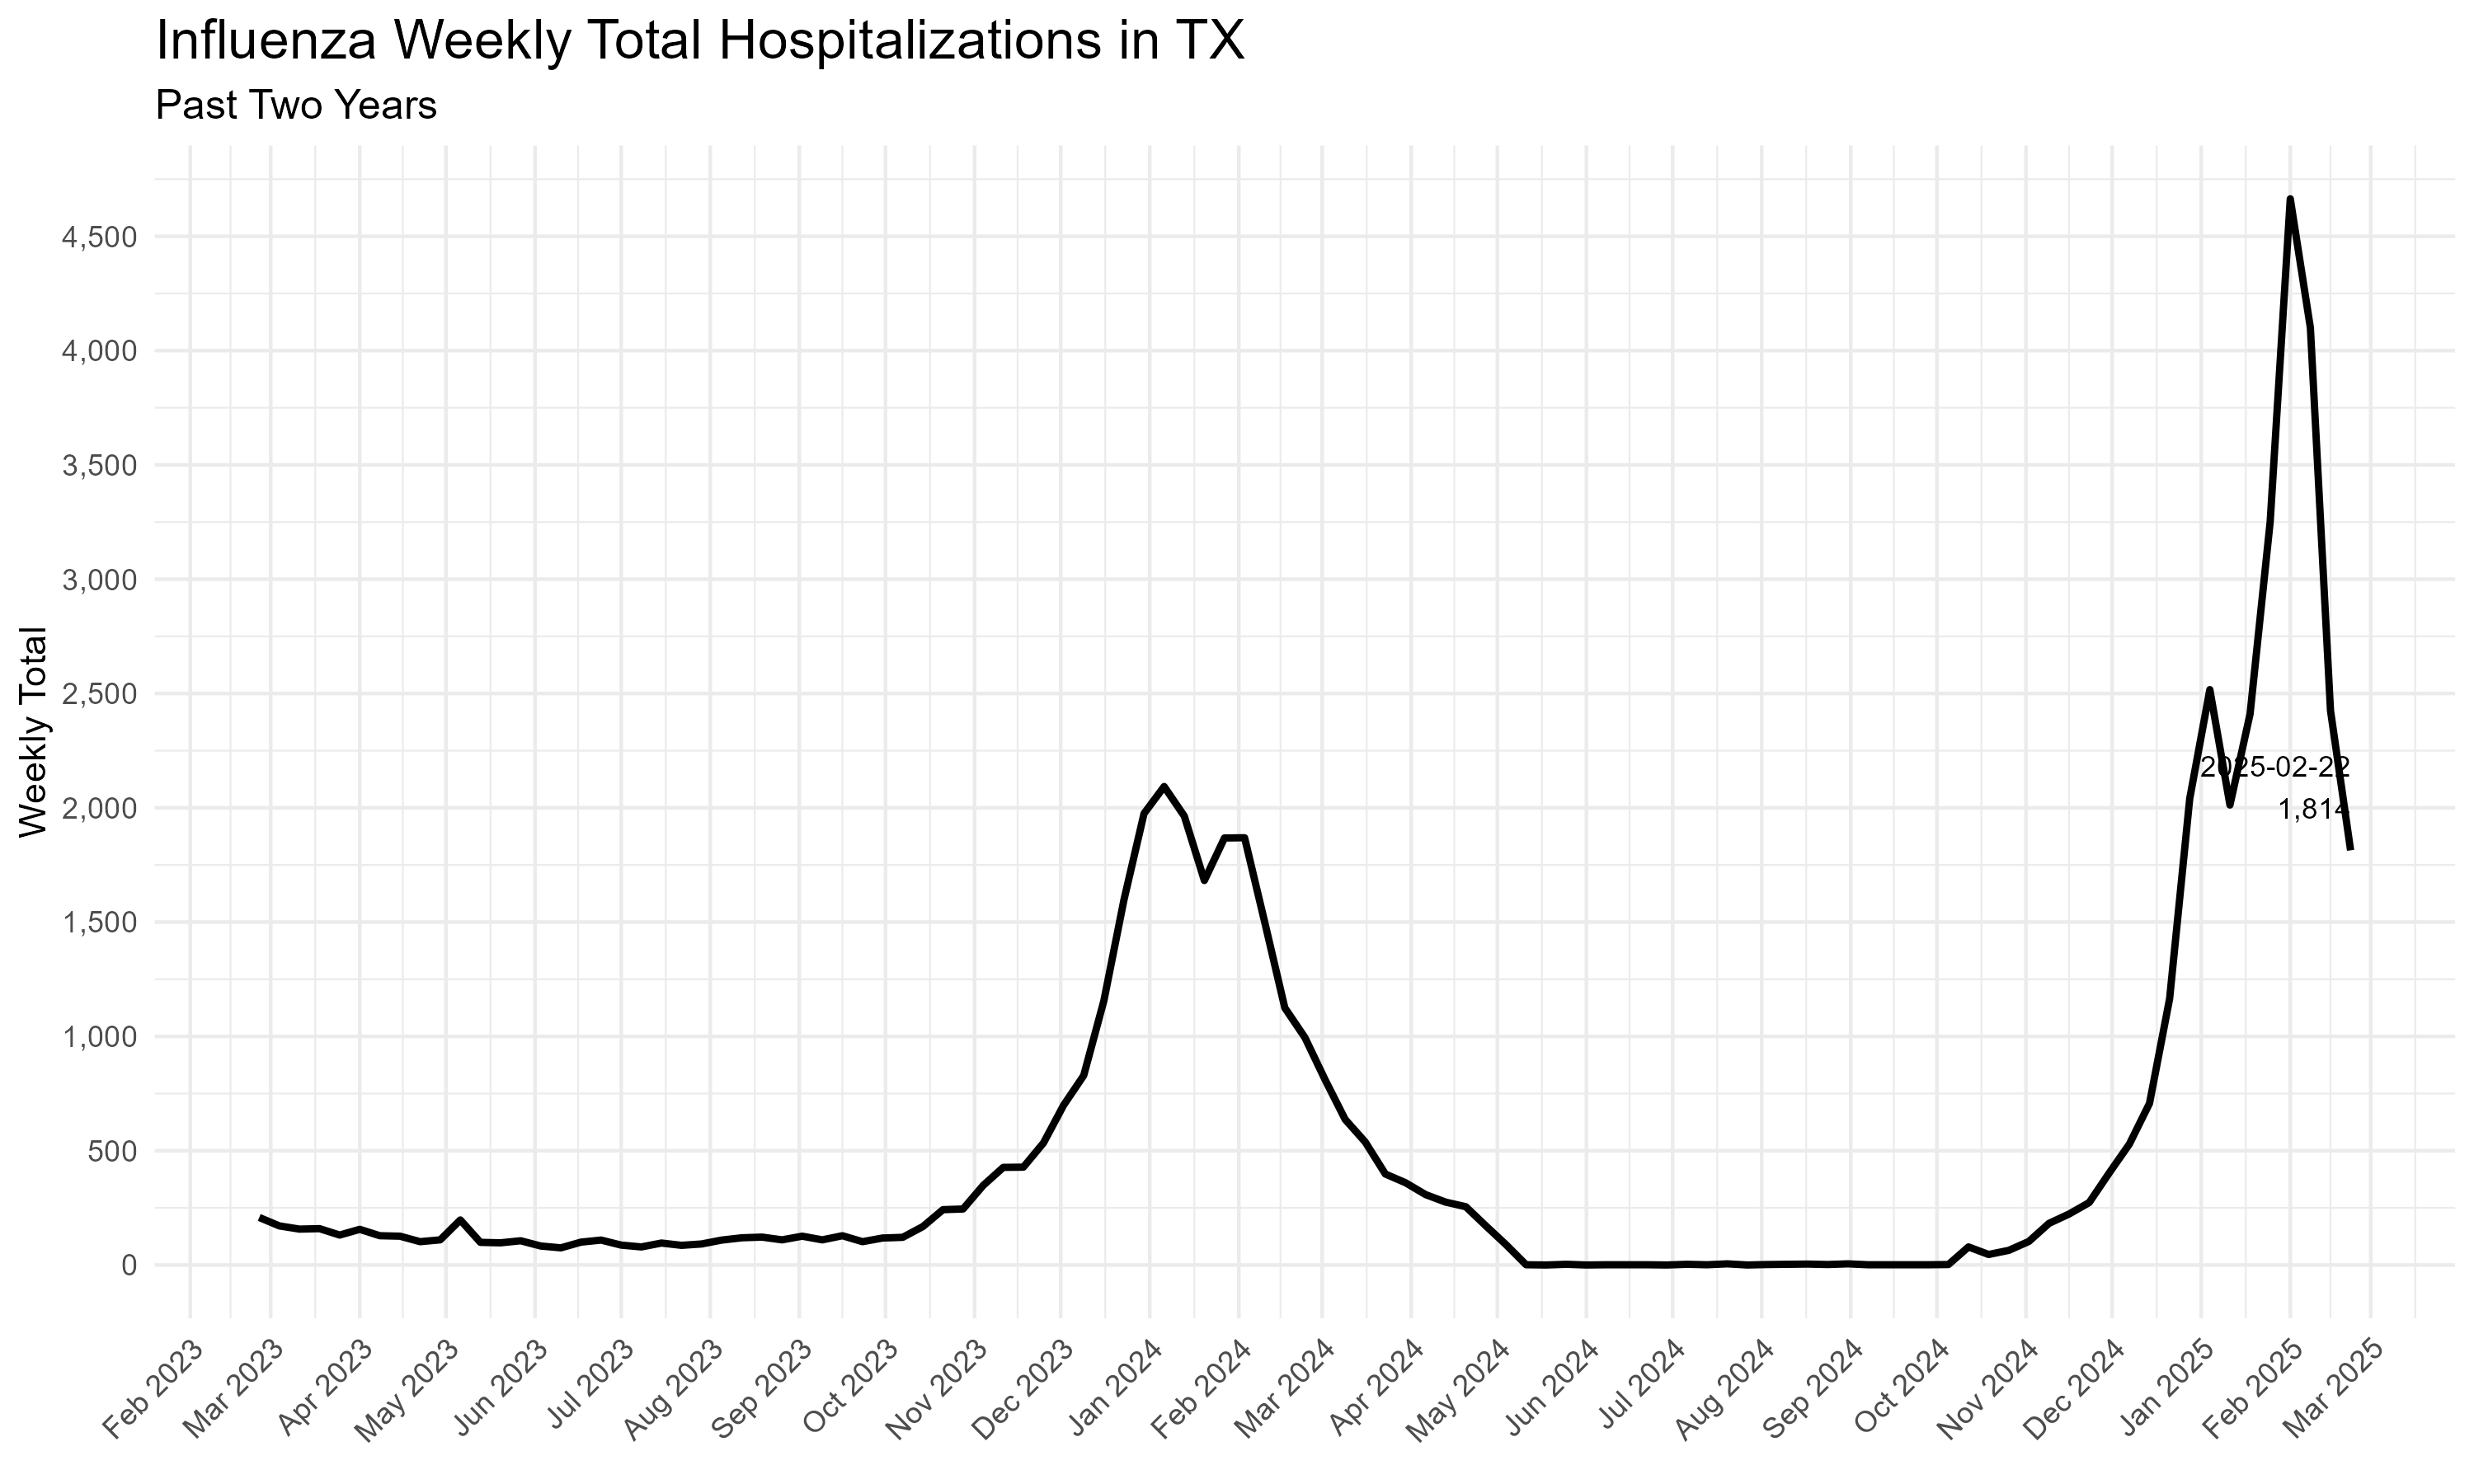 Influenza Weekly Total Hospitalizations in TX
Past Two Years
Weekly Total
4,500
4,000
3,500
3,000
2,500
2,000
1,500
1,000
500
0
2025-02-22
1,814
Feb 2023
Mar 2023
Apr 2023
May 2023
Jun 2023
Jul 2023
Aug 2023
Sep 2023
Oct 2023
Nov 2023
Dec 2023
Jan 2024
Feb 2024
Mar 2024
Apr 2024
May 2024
Jun 2024
Jul 2024
Aug 2024
Sep 2024
Oct 2024
Nov 2024
Dec 2024
Jan 2025
Feb 2025
Mar 2025